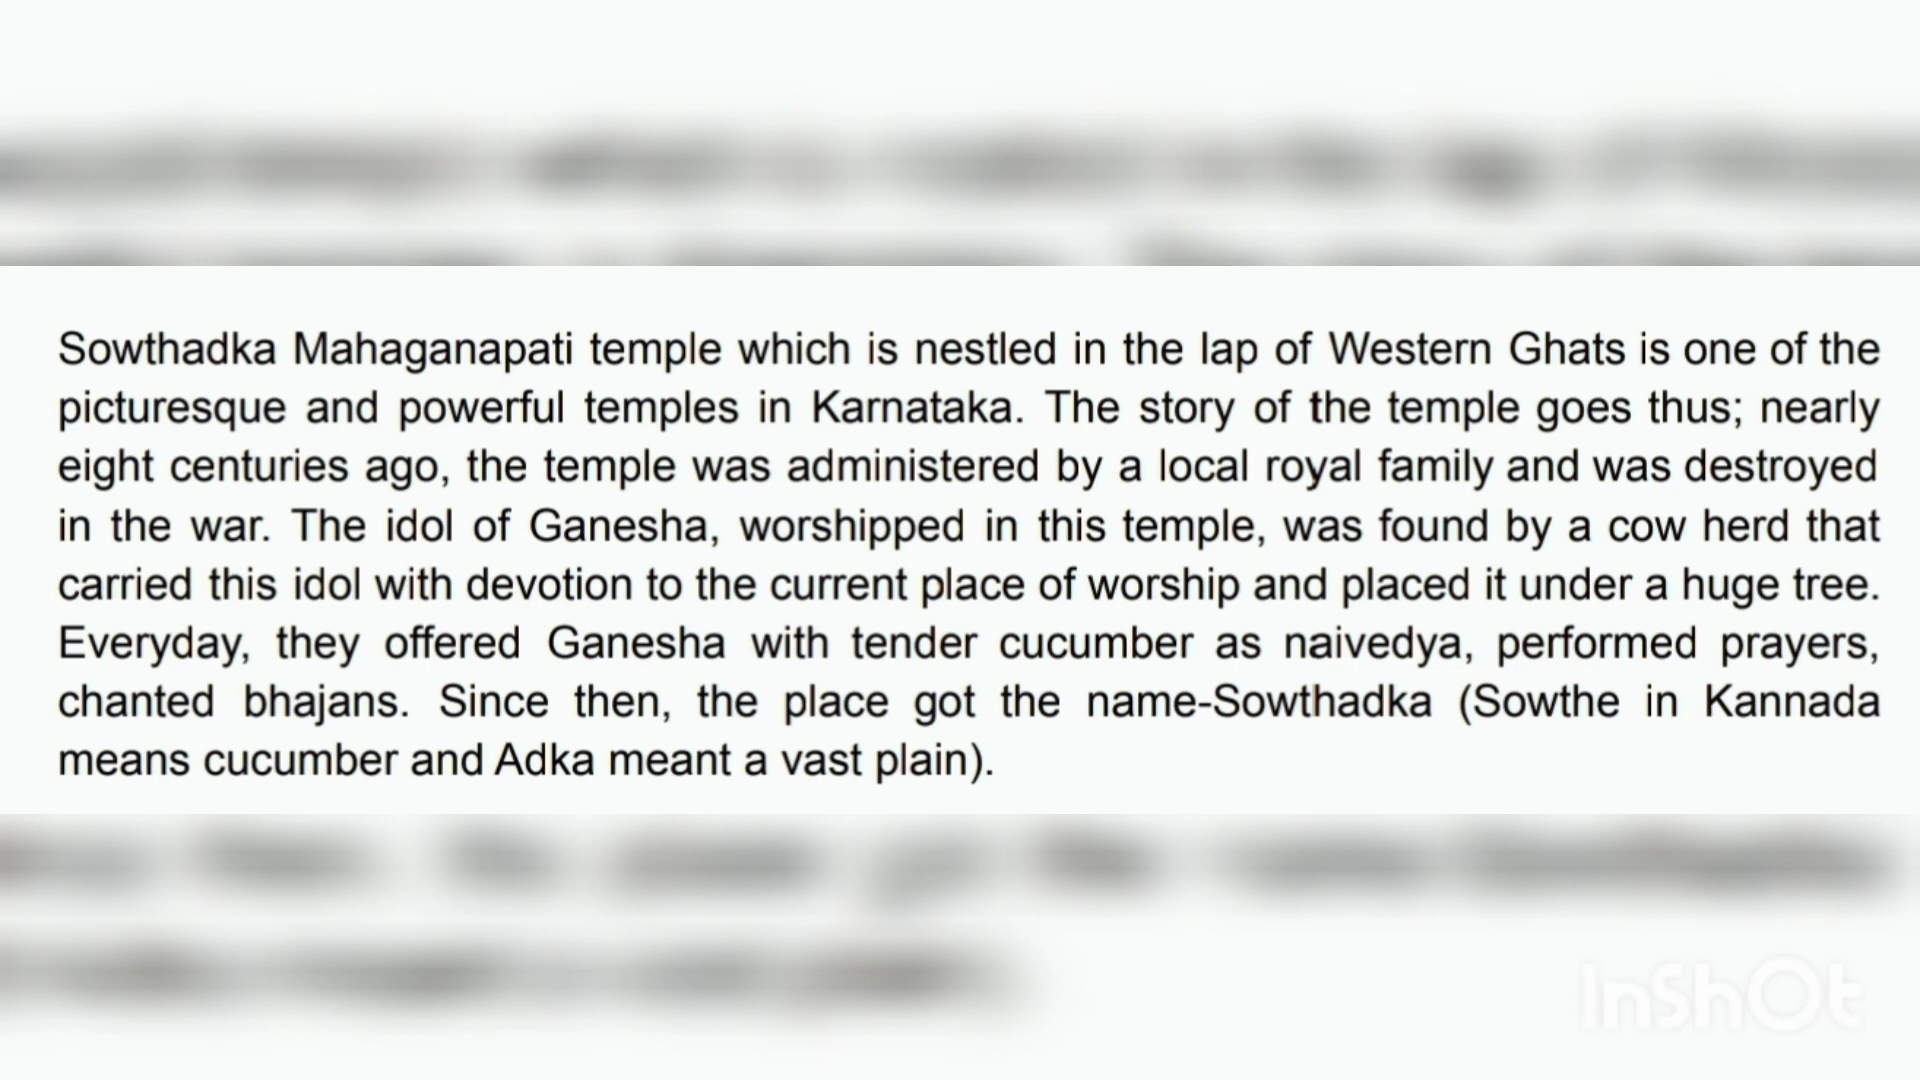 Sowthadka Mahaganapati temple which is nestled in the lap of Western Ghats is one of the
picturesque and powerful temples in Karnataka. The story of the temple goes thus; nearly
eight centuries ago, the temple was administered by a local royal family and was destroyed
in the war. The idol of Ganesha, worshipped in this temple, was found by a cow herd that
carried this idol with devotion to the current place of worship and placed it under a huge tree.
Everyday, they offered Ganesha with tender cucumber as naivedya, performed prayers,
chanted bhajans. Since then, the place got the name-Sowthadka (Sowthe in Kannada
means cucumber and Adka meant a vast plain).
InShOt